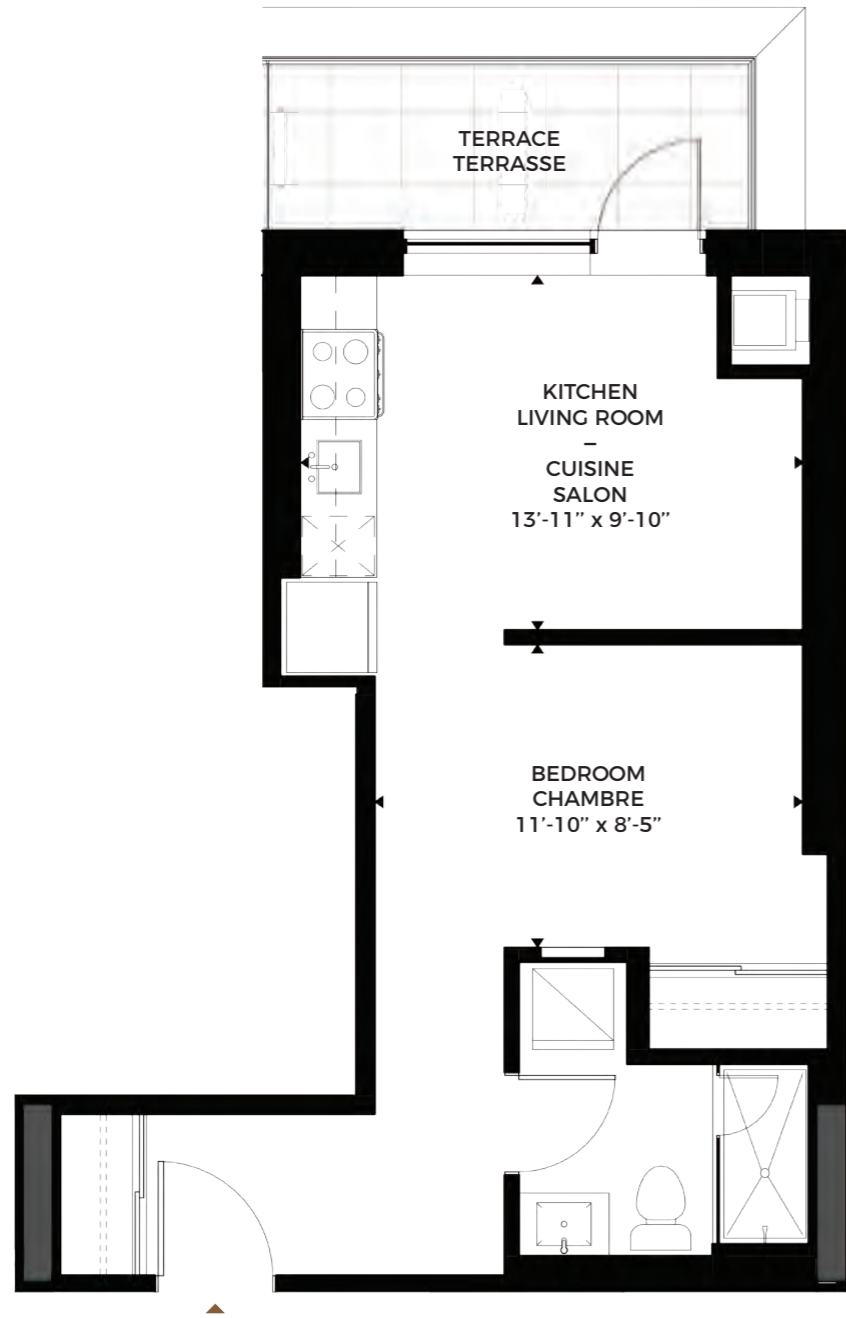 TERRACE
TERRASSE
KITCHEN
LIVING ROOM
–
CUISINE
SALON
13’-11” x 9’-10”
BEDROOM
CHAMBRE
11’-10” x 8’-5”